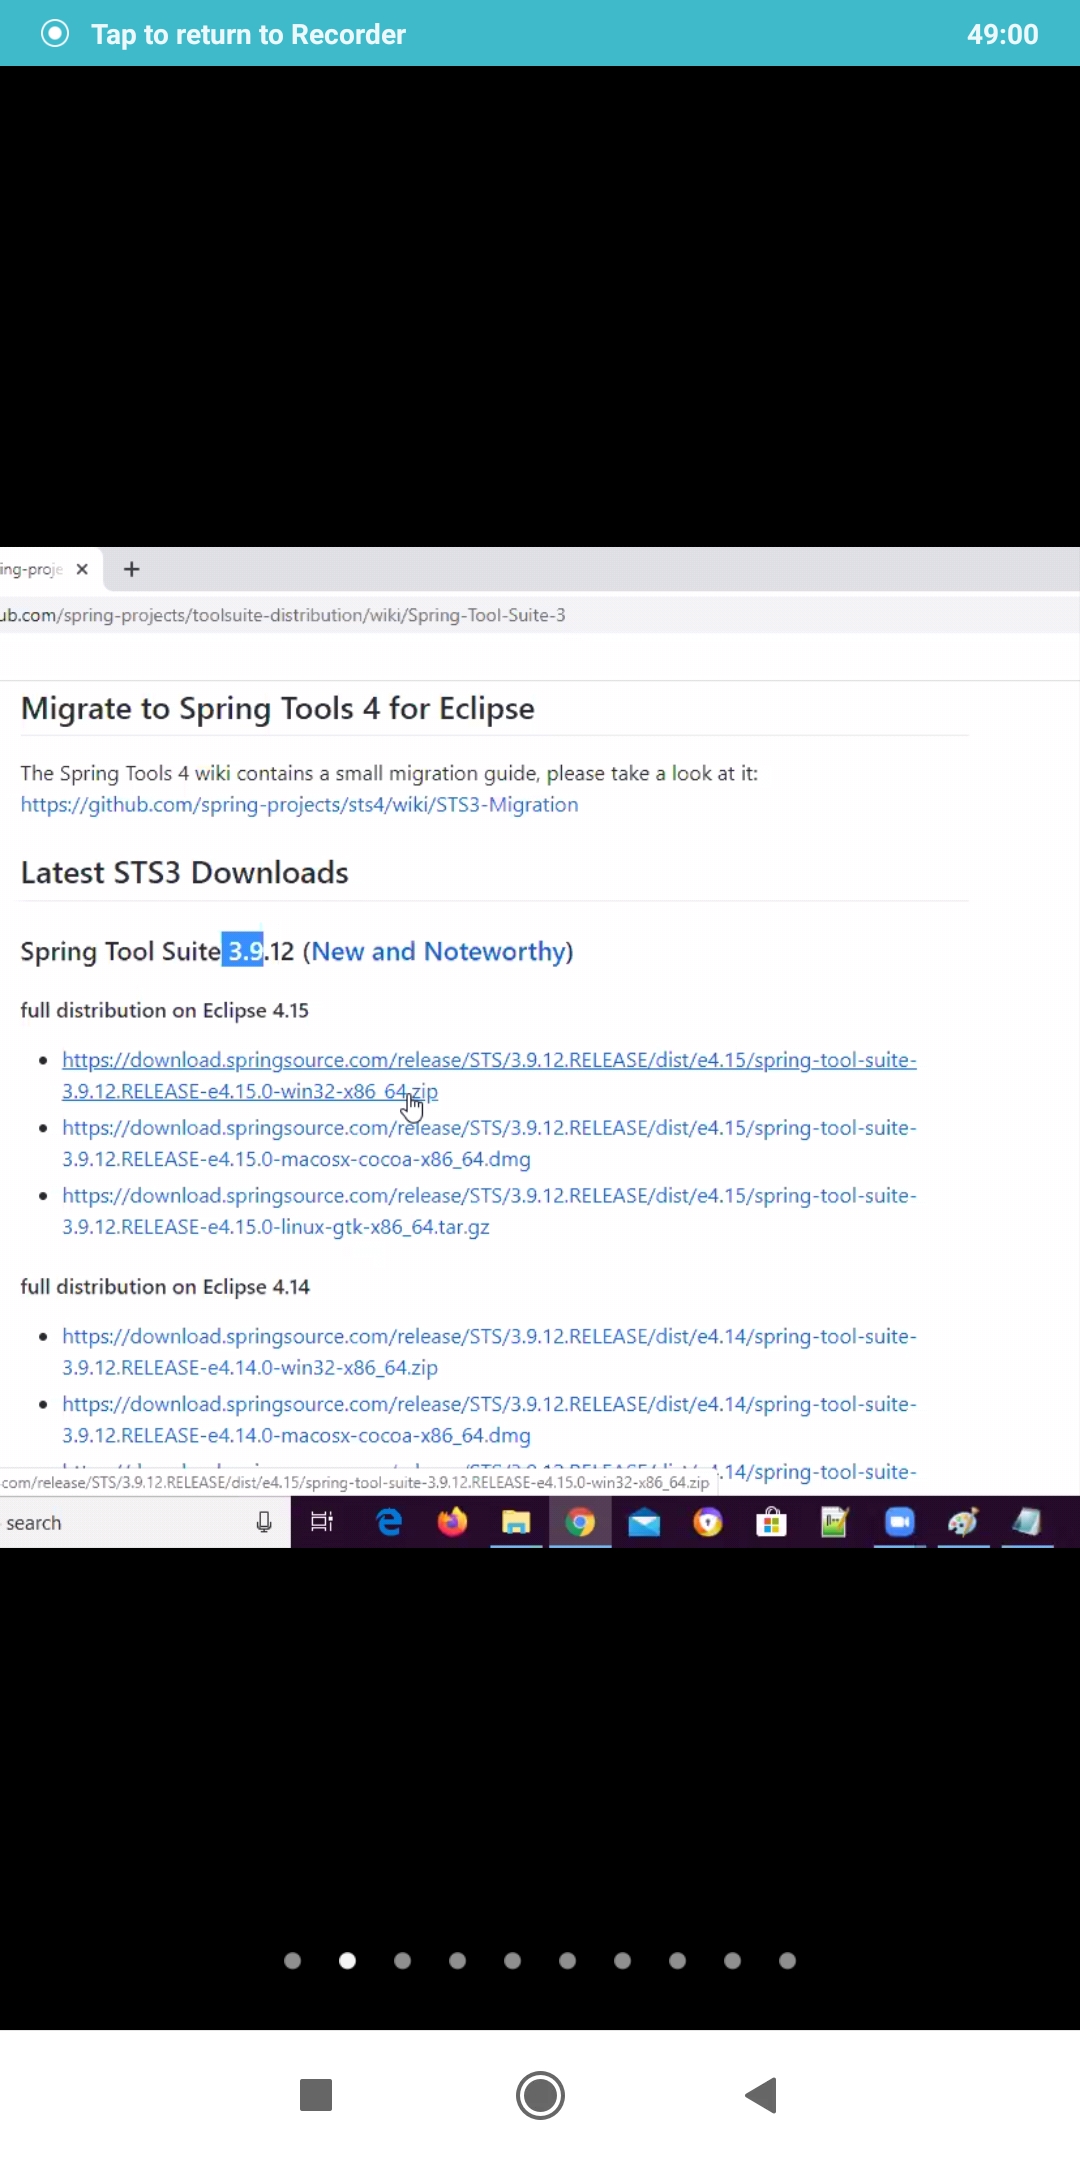 Tap to return to Recorder 49:00
ing-proje
ub.com/spring-projects/toolsuite-distribution/wiki/Spring-Tool-Suite-3
Migrate to Spring Tools 4 for Eclipse
The Spring Tools 4 wiki contains a small migration guide, please take a look at it:
https://github.com/spring-projects/sts4/wiki/STS3-Migration
Latest STS3 Downloads
Spring Tool Suite 3.9.12 (New and Noteworthy)
full distribution on Eclipse 4.15
https://download.springsource.com/release/STS/3.9.12.RELEASE/dist/e4.15/spring-tool-suite-
3.9.12.RELEASE-e4.15.0-win32-x86_64.zip
https://download.springsource.com/release/STS/3.9.12.RELEASE/dist/e4.15/spring-tool-suite-
3.9.12.RELEASE-e4.15.0-macosx-cocoa-x86_64.dmg
https://download.springsource.com/release/STS/3.9.12.RELEASE/dist/e4.15/spring-tool-suite-
3.9.12.RELEASE-e4.15.0-linux-gtk-x86_64.tar.gz
full distribution on Eclipse 4.14
https://download.springsource.com/release/STS/3.9.12.RELEASE/dist/e4.14/spring-tool-suite-
3.9.12.RELEASE-e4.14.0-win32-x86_64.zip
https://download.springsource.com/release/STS/3.9.12.RELEASE/dist/e4.14/spring-tool-suite-
3.9.12.RELEASE-e4.14.0-macosx-cocoa-x86_64.dmg
.14/spring-tool-suite-
com/release/STS/3.9.12.RELEASE/dist/e4.15/spring-tool-suite-3.9.12.RELEASE-e4.15.0-win32-x86_64.zip
search